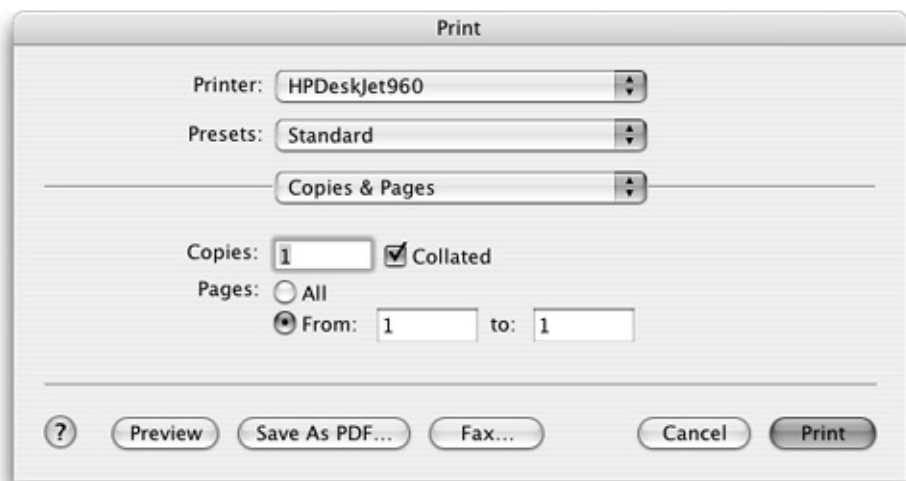 Print
Printer: HPDeskJet960
Presets: Standard
Copies & Pages
Copies: 1 Collated
Pages: All
From: 1 to: 1
? Preview Save As PDF... Fax... Cancel Print